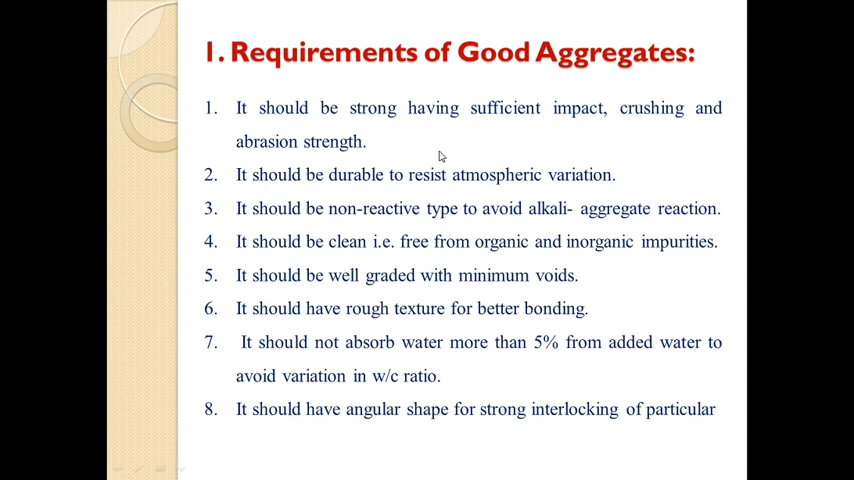 1. Requirements of Good Aggregates:
1. It should be strong having sufficient impact, crushing and
abrasion strength.
2. It should be durable to resist atmospheric variation.
3. It should be non-reactive type to avoid alkali- aggregate reaction.
4. It should be clean i.e. free from organic and inorganic impurities.
5. It should be well graded with minimum voids.
6. It should have rough texture for better bonding.
7. It should not absorb water more than 5% from added water to
avoid variation in w/c ratio.
8. It should have angular shape for strong interlocking of particular